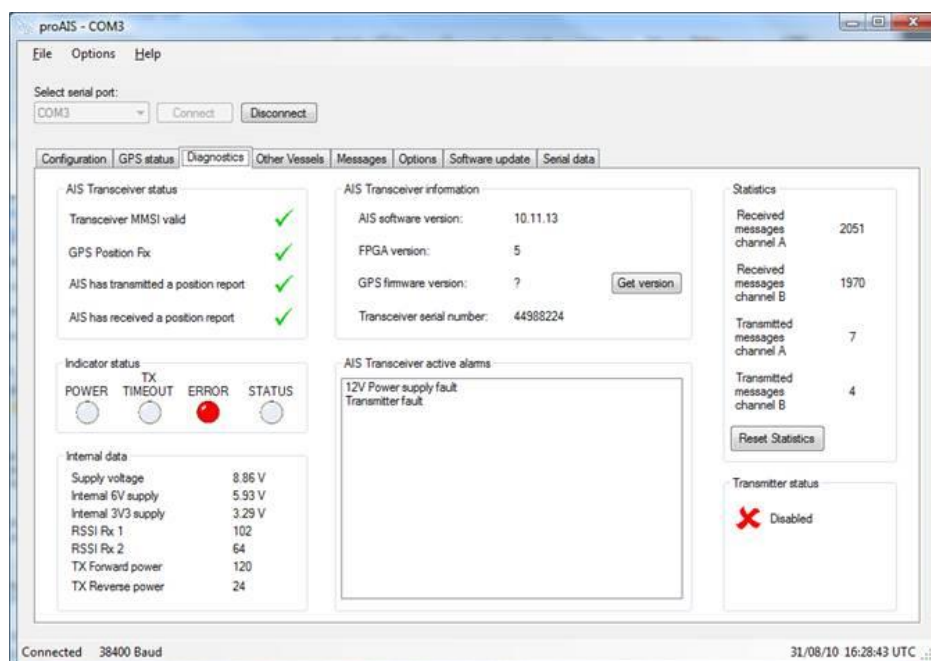 proAIS - COM3
File Options Help
Select serial port:
COM3 Connect Disconnect
Configuration GPS status Diagnostics Other Vessels Messages Options Software update Serial data
AIS Transceiver status
Transceiver MMSI valid
GPS Position Fix
AIS has transmitted a position report
AIS has received a position report
Indicator status
POWER TX TIMEOUT ERROR STATUS
Internal data
Supply voltage 8.86 V
Internal 6V supply 5.93 V
Internal 3V3 supply 3.29 V
RSSI Rx 1 102
RSSI Rx 2 64
TX Forward power 120
TX Reverse power 24
AIS Transceiver information
AIS software version: 10.11.13
FPGA version: 5
GPS firmware version: ? Get version
Transceiver serial number: 44988224
AIS Transceiver active alarms
12V Power supply fault
Transmitter fault
Statistics
Received
messages 2051
channel A
Received
messages 1970
channel B
Transmitted
messages 7
channel A
Transmitted
messages 4
channel B
Reset Statistics
Transmitter status
Disabled
Connected 38400 Baud 31/08/10 16:28:43 UTC